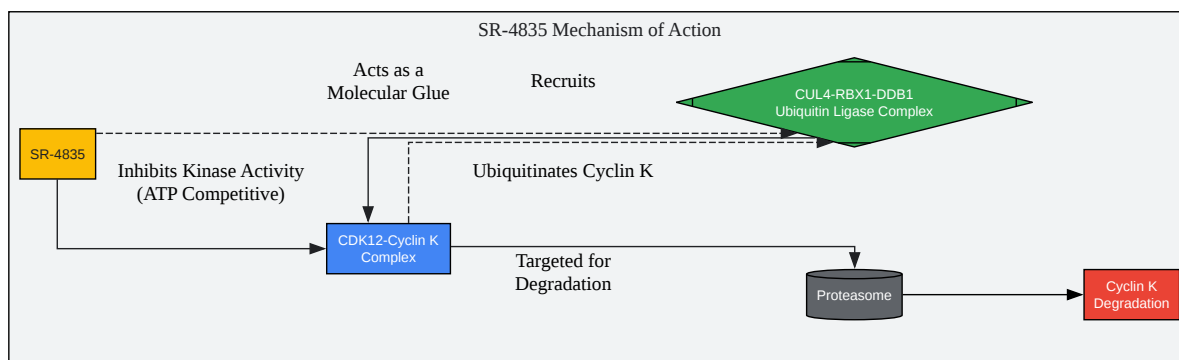 SR-4835 Mechanism of Action
Acts as a
Molecular Glue
Recruits
CUL4-RBX1-DDB1
Ubiquitin Ligase Complex
SR-4835
Inhibits Kinase Activity
(ATP Competitive)
Ubiquitinates Cyclin K
CDK12-Cyclin K
Complex
Targeted for
Degradation
Proteasome
Cyclin K
Degradation